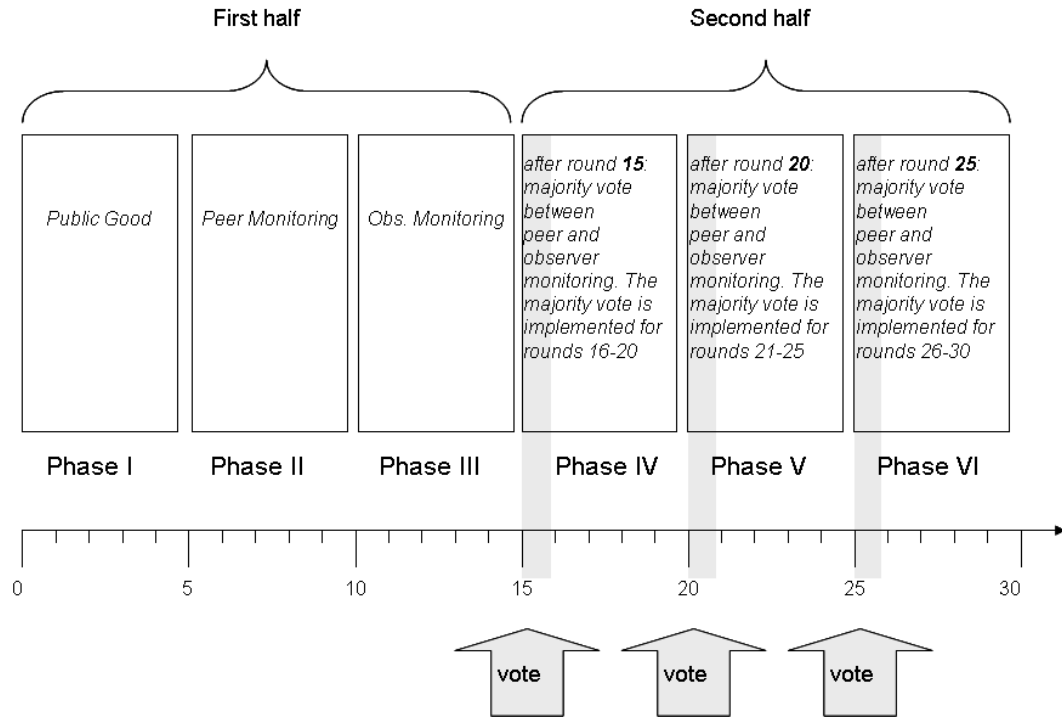 First half
Second half
Public Good
Peer Monitoring
Obs. Monitoring
after round 15:
majority vote
between
peer and
observer
monitoring. The
majority vote is
implemented for
rounds 16-20
after round 20:
majority vote
between
peer and
observer
monitoring. The
majority vote is
implemented for
rounds 21-25
after round 25:
majority vote
between
peer and
observer
monitoring. The
majority vote is
implemented for
rounds 26-30
Phase I
Phase II
Phase III
Phase IV
Phase V
Phase VI
0
5
10
15
20
25
30
vote
vote
vote